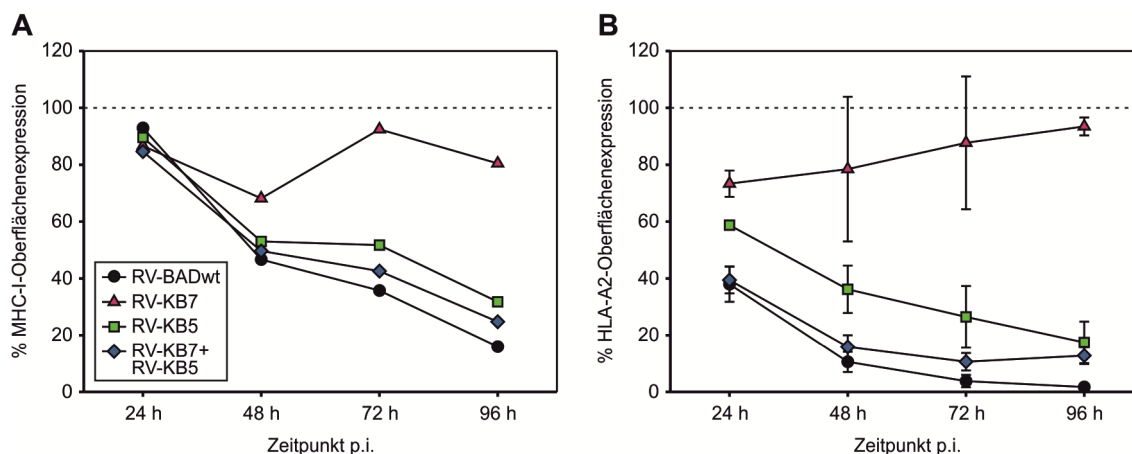 A
% MHC-I-Oberflächenexpression
120
100
80
60
40
20
0
RV-BADwt
RV-KB7
RV-KB5
RV-KB7+
RV-KB5
24 h
48 h
72 h
96 h
Zeitpunkt p.i.
B
% HLA-A2-Oberflächenexpression
120
100
80
60
40
20
0
24 h
48 h
72 h
96 h
Zeitpunkt p.i.